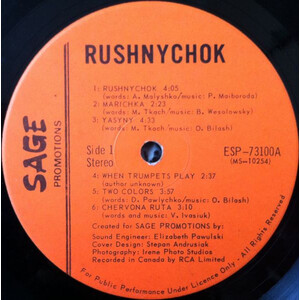 RUSHNYCHOK
1 RUSHNYCHOK 4:05
(words: A. Malyshko/music: P. Maiboroda)
2 MARICHKA 2:23
(words: M. Tkach/music: B. Wesolowsky)
3 YASYNY 4:33
(words: M. Tkach/music: O. Bilash)
SAGE
PROMOTIONS
Side 1
Stereo
ESP-73100A
(MS-10254)
4 WHEN TRUMPETS PLAY 2:37
(author unknown)
5 TWO COLORS 3:57
(words: D. Pawlychko/music: O. Bilash)
6 CHERVONA RUTA 3:10
(words and music: V. Ivasiuk)
Created for SAGE PROMOTIONS by:
Sound Engineer: Elizabeth Pawulski
Cover Design: Stepan Andrusiak
Photography: Irene Photo Studios
Recorded in Canada by RCA Limited
For Public Performance Under Licence Only - All Rights